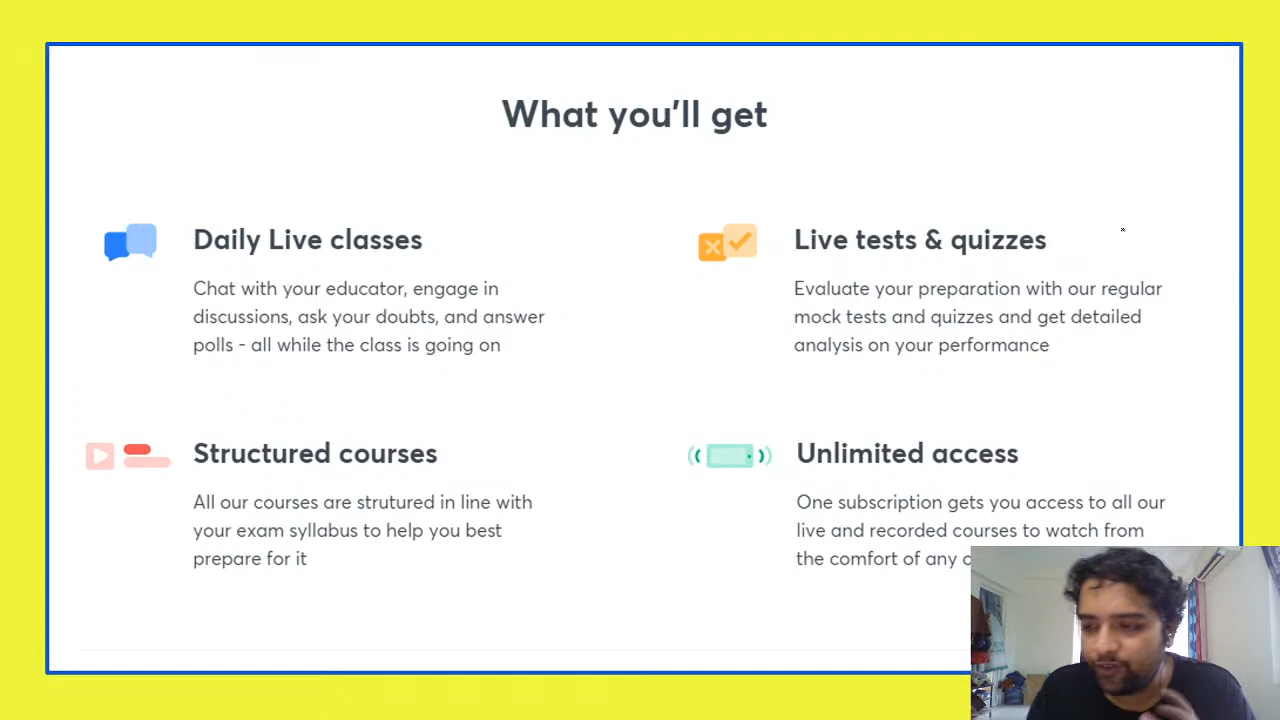 What you'll get
Daily Live classes
Chat with your educator, engage in
discussions, ask your doubts, and answer
polls - all while the class is going on
Live tests & quizzes
Evaluate your preparation with our regular
mock tests and quizzes and get detailed
analysis on your performance
Structured courses
All our courses are strutured in line with
your exam syllabus to help you best
prepare for it
Unlimited access
One subscription gets you access to all our
live and recorded courses to watch from
the comfort of any